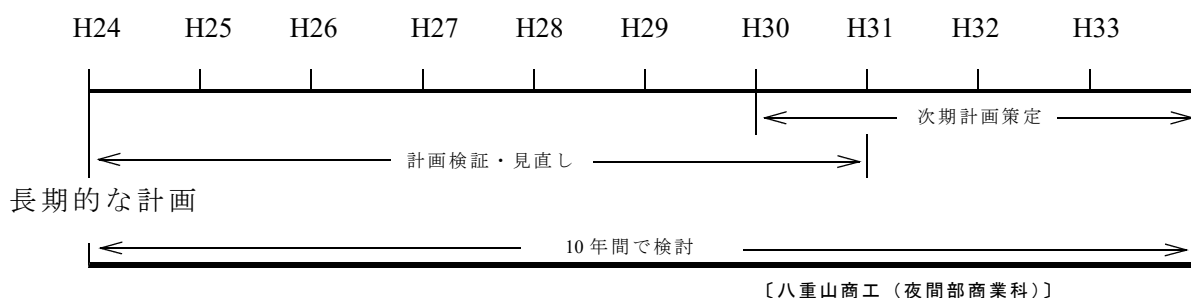 H24 H25 H26 H27 H28 H29 H30 H31 H32 H33
次期計画策定
計画検証・見直し
長期的な計画
10年間で検討
〔八重山商工（夜間部商業科）〕